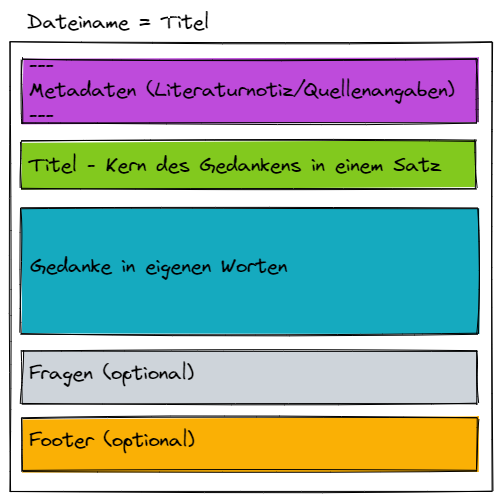 Dateiname = Titel
---
Metadaten (Literaturnotiz/Quellenangaben)
---
Titel - Kern des Gedankens in einem Satz
Gedanke in eigenen Worten
Fragen (optional)
Footer (optional)